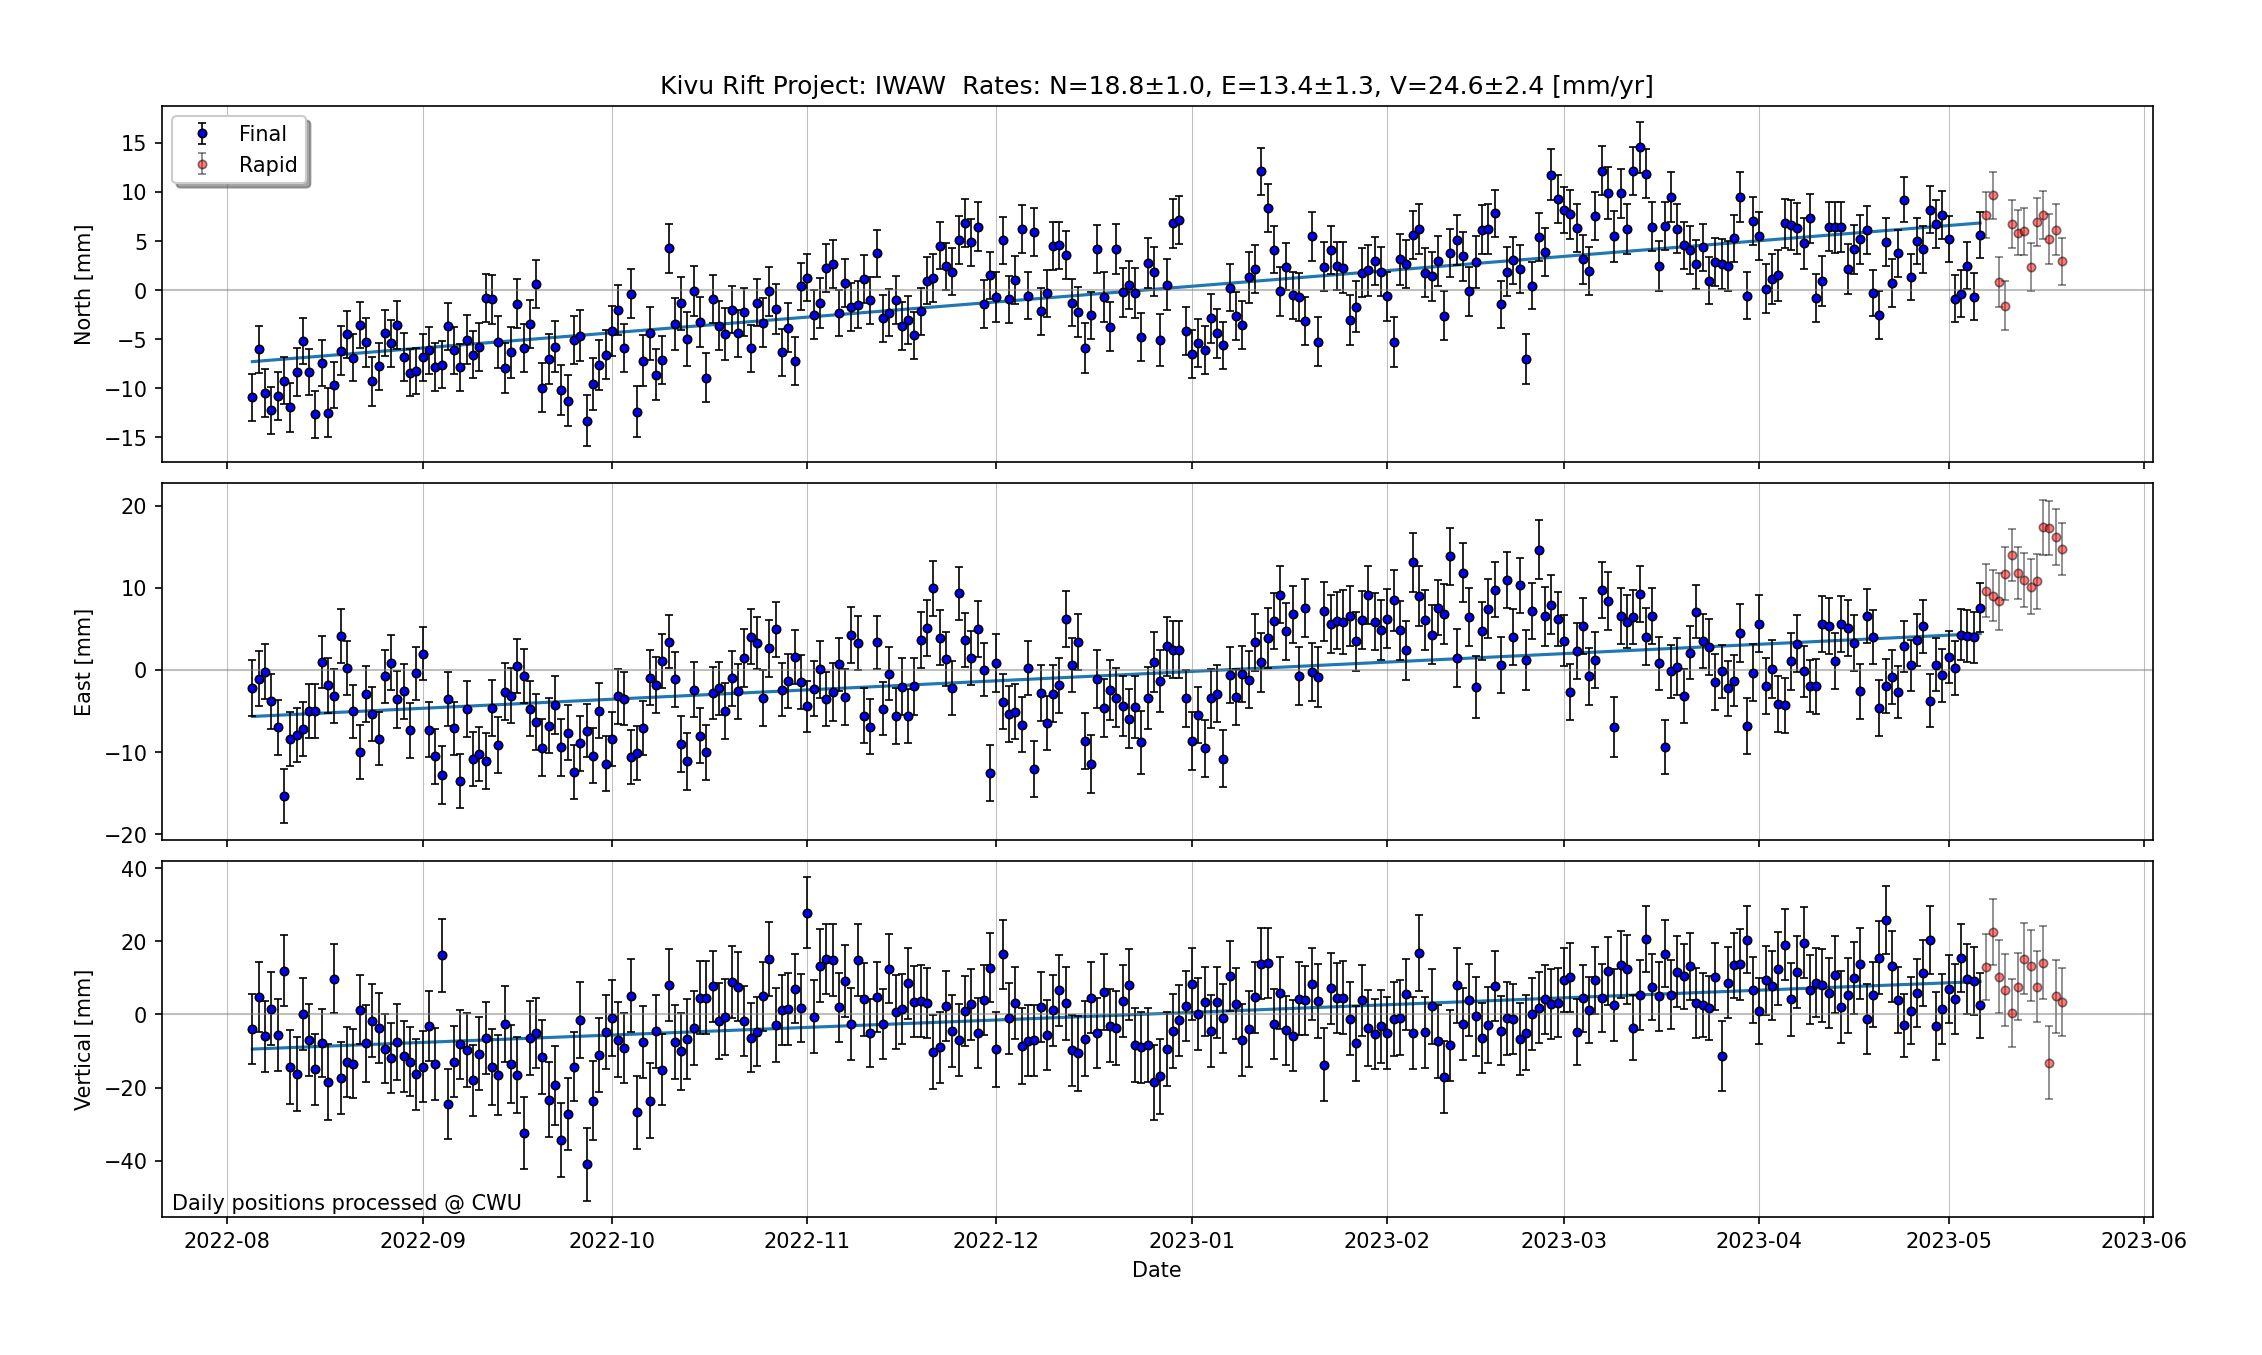 Kivu Rift Project: IWAW  Rates: N=18.8±1.0, E=13.4±1.3, V=24.6±2.4 [mm/yr]
Final
Rapid
North [mm]
15
10
5
0
−5
−10
−15
East [mm]
20
10
0
−10
−20
Vertical [mm]
40
20
0
−20
−40
Daily positions processed @ CWU
2022-08 2022-09 2022-10 2022-11 2022-12 2023-01 2023-02 2023-03 2023-04 2023-05 2023-06
Date